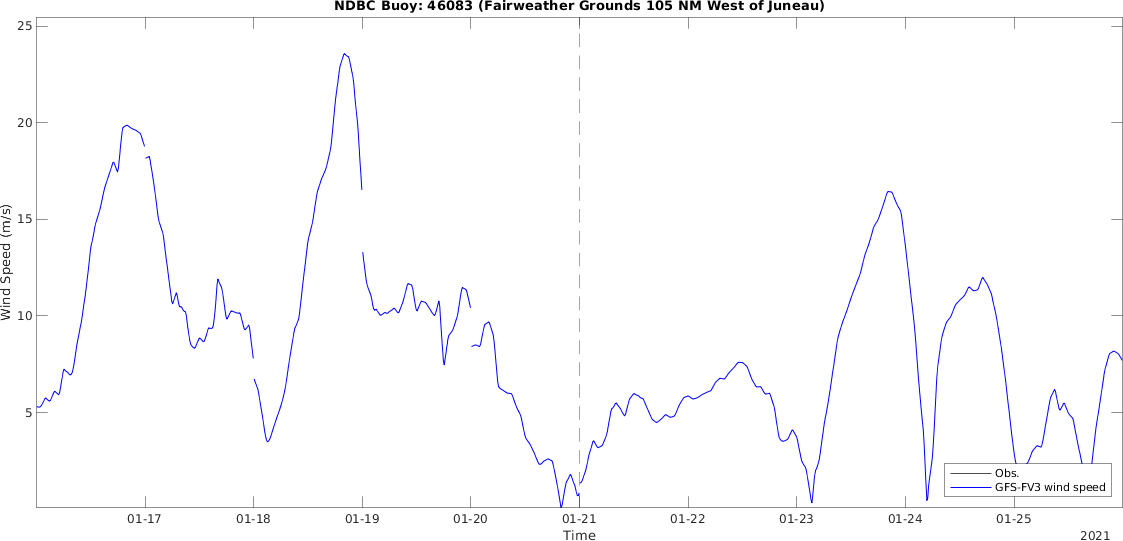 NDBC Buoy: 46083 (Fairweather Grounds 105 NM West of Juneau)
25
20
15
10
5
Wind Speed (m/s)
01-17 01-18 01-19 01-20 01-21 01-22 01-23 01-24 01-25
Time
2021
Obs.
GFS-FV3 wind speed